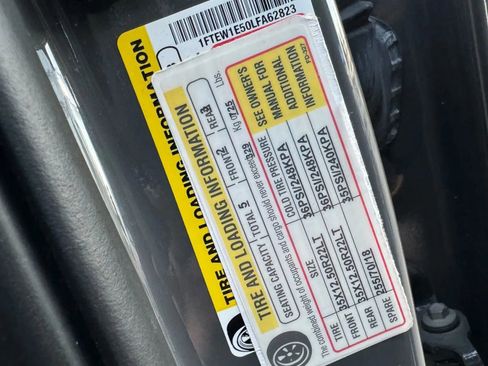 1FTEW1E50LFA62823
TIRE AND LOADING INFORMATION
TIRE AND LOADING INFORMATION
SEATING CAPACITY | TOTAL 5 | FRONT 2 | REAR 3
The combined weight of occupants and cargo should never exceed 329 Kg Lbs.
TIRE SIZE COLD TIRE PRESSURE
FRONT 35X12.50R22LT 36PSI/248KPA
REAR 35X12.50R22LT 36PSI/248KPA
SPARE 35PSI/240KPA
SEE OWNER'S
MANUAL FOR
ADDITIONAL
INFORMATION